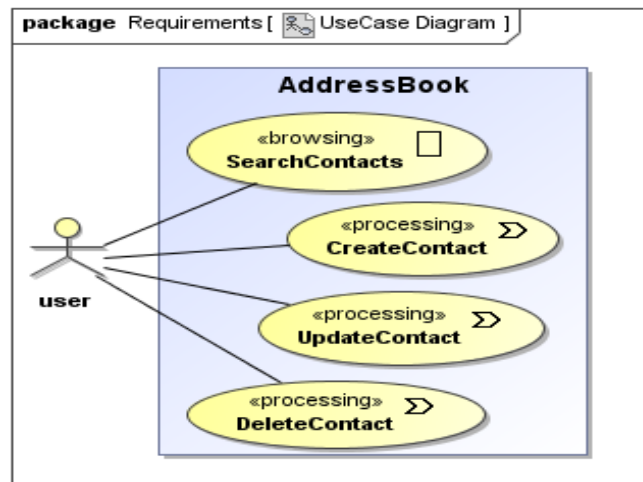 package Requirements [ UseCase Diagram ]
AddressBook
«browsing»
SearchContacts
«processing»
CreateContact
user
«processing»
UpdateContact
«processing»
DeleteContact